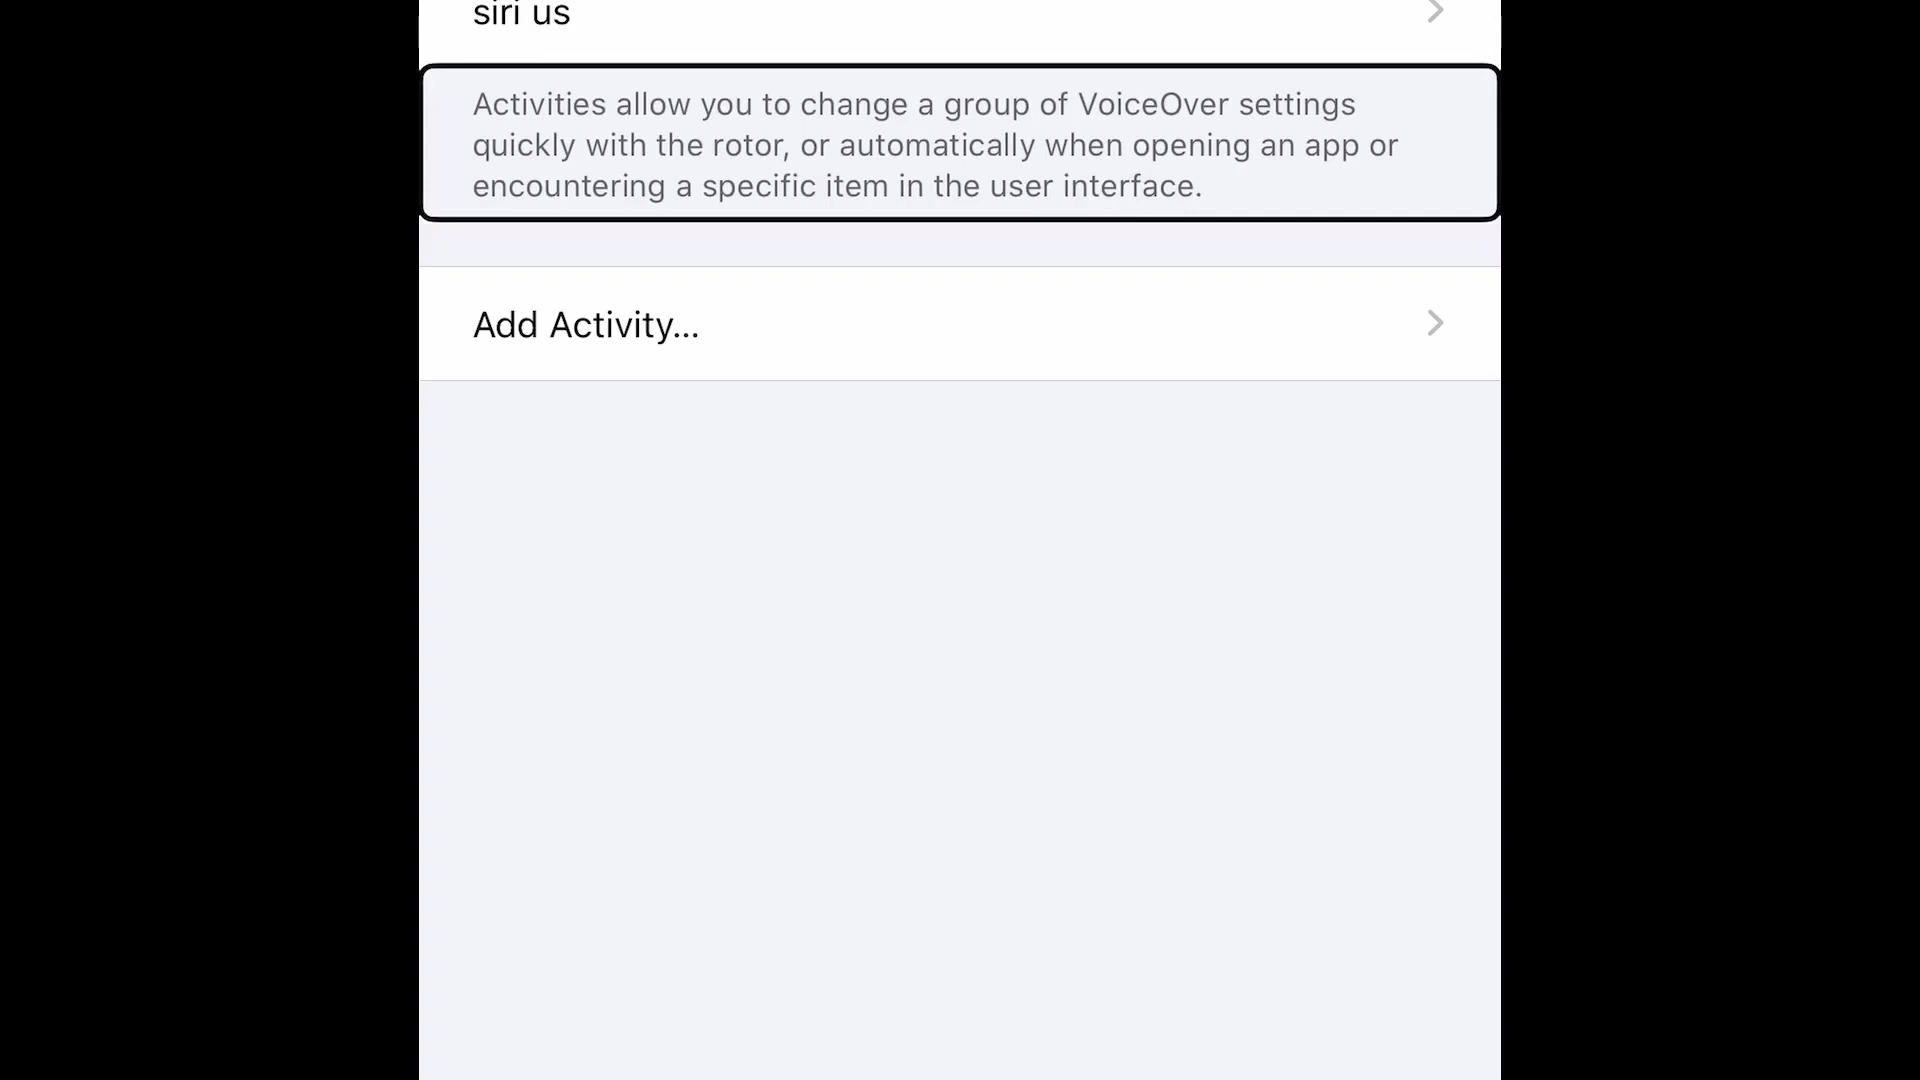 siri us
Activities allow you to change a group of VoiceOver settings
quickly with the rotor, or automatically when opening an app or
encountering a specific item in the user interface.
Add Activity...